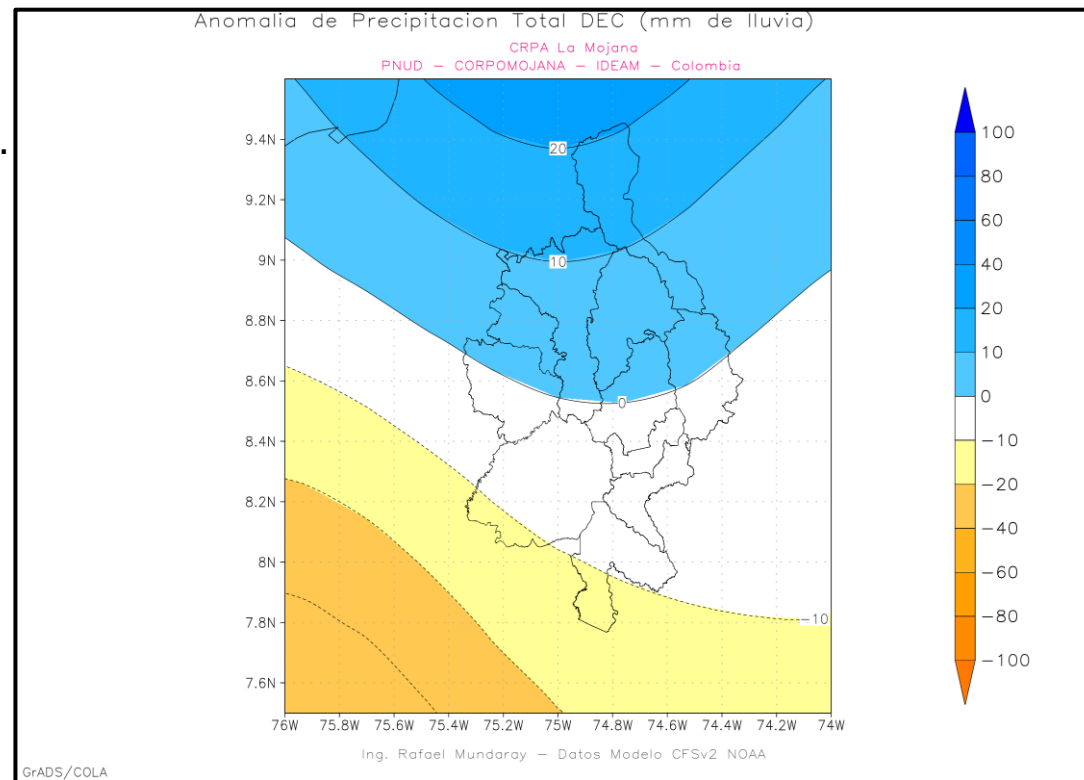 Anomalia de Precipitacion Total DEC (mm de lluvia)
CRPA La Mojana
PNUD – CORPOMOJANA – IDEAM – Colombia
9.4N
9.2N
9N
8.8N
8.6N
8.4N
8.2N
8N
7.8N
7.6N
20
10
0
−10
76W 75.8W 75.6W 75.4W 75.2W 75W 74.8W 74.6W 74.4W 74.2W 74W
100
80
60
40
20
10
0
−10
−20
−40
−60
−80
−100
Ing. Rafael Mundaray – Datos Modelo CFSv2 NOAA
GrADS/COLA